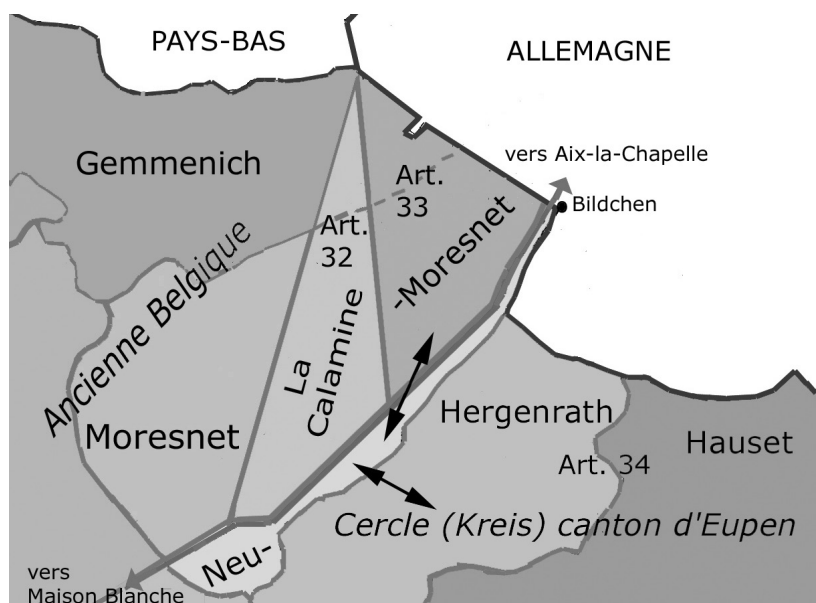 PAYS-BAS
ALLEMAGNE
Gemmenich
vers Aix-la-Chapelle
Bildchen
Art.
33
Art.
32
-Moresnet
Ancienne Belgique
La
Calamine
Moresnet
Hergenrath
Hauset
Art. 34
Cercle (Kreis) canton d'Eupen
Neu-
vers
Maison Blanche